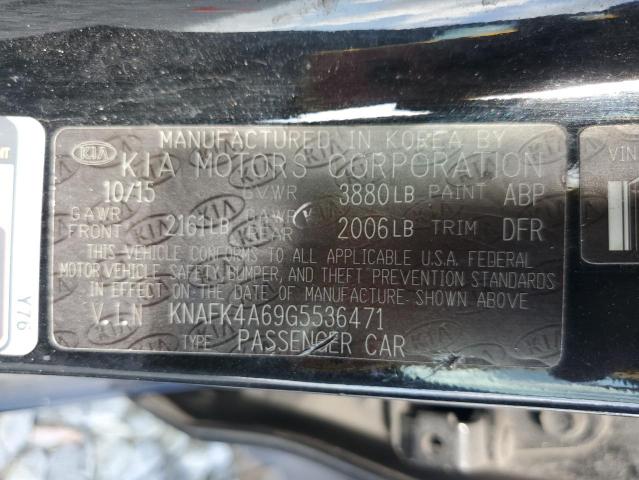 MANUFACTURED IN KOREA BY
KIA KIA MOTORS CORPORATION
10/15 GVWR 3880LB PAINT ABP
GAWR FRONT 2161LB GAWR REAR 2006LB TRIM DFR
THIS VEHICLE CONFORMS TO ALL APPLICABLE U.S.A. FEDERAL
MOTOR VEHICLE SAFETY, BUMPER, AND THEFT PREVENTION STANDARDS
IN EFFECT ON THE DATE OF MANUFACTURE SHOWN ABOVE
V.I.N KNAFK4A69G5536471
TYPE PASSENGER CAR
Y76
VIN